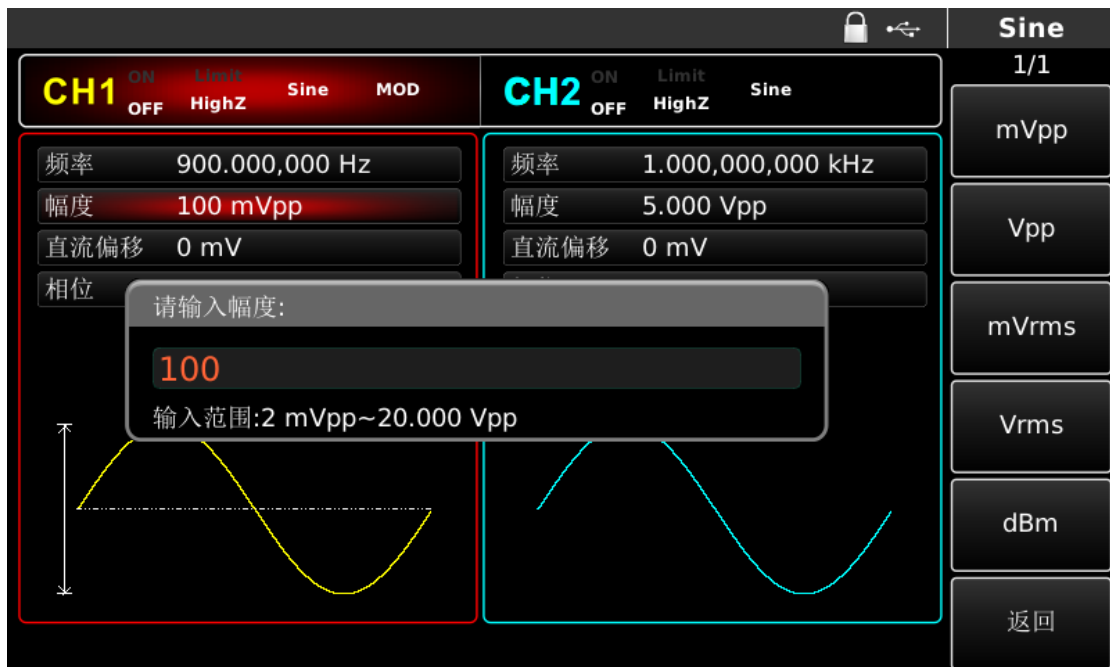 Sine
1/1
CH1 ON OFF Limit HighZ Sine MOD
CH2 ON OFF Limit HighZ Sine
频率 900.000,000 Hz
幅度 100 mVpp
直流偏移 0 mV
相位
频率 1.000,000,000 kHz
幅度 5.000 Vpp
直流偏移 0 mV
请输入幅度:
100
输入范围:2 mVpp~20.000 Vpp
mVpp
Vpp
mVrms
Vrms
dBm
返回